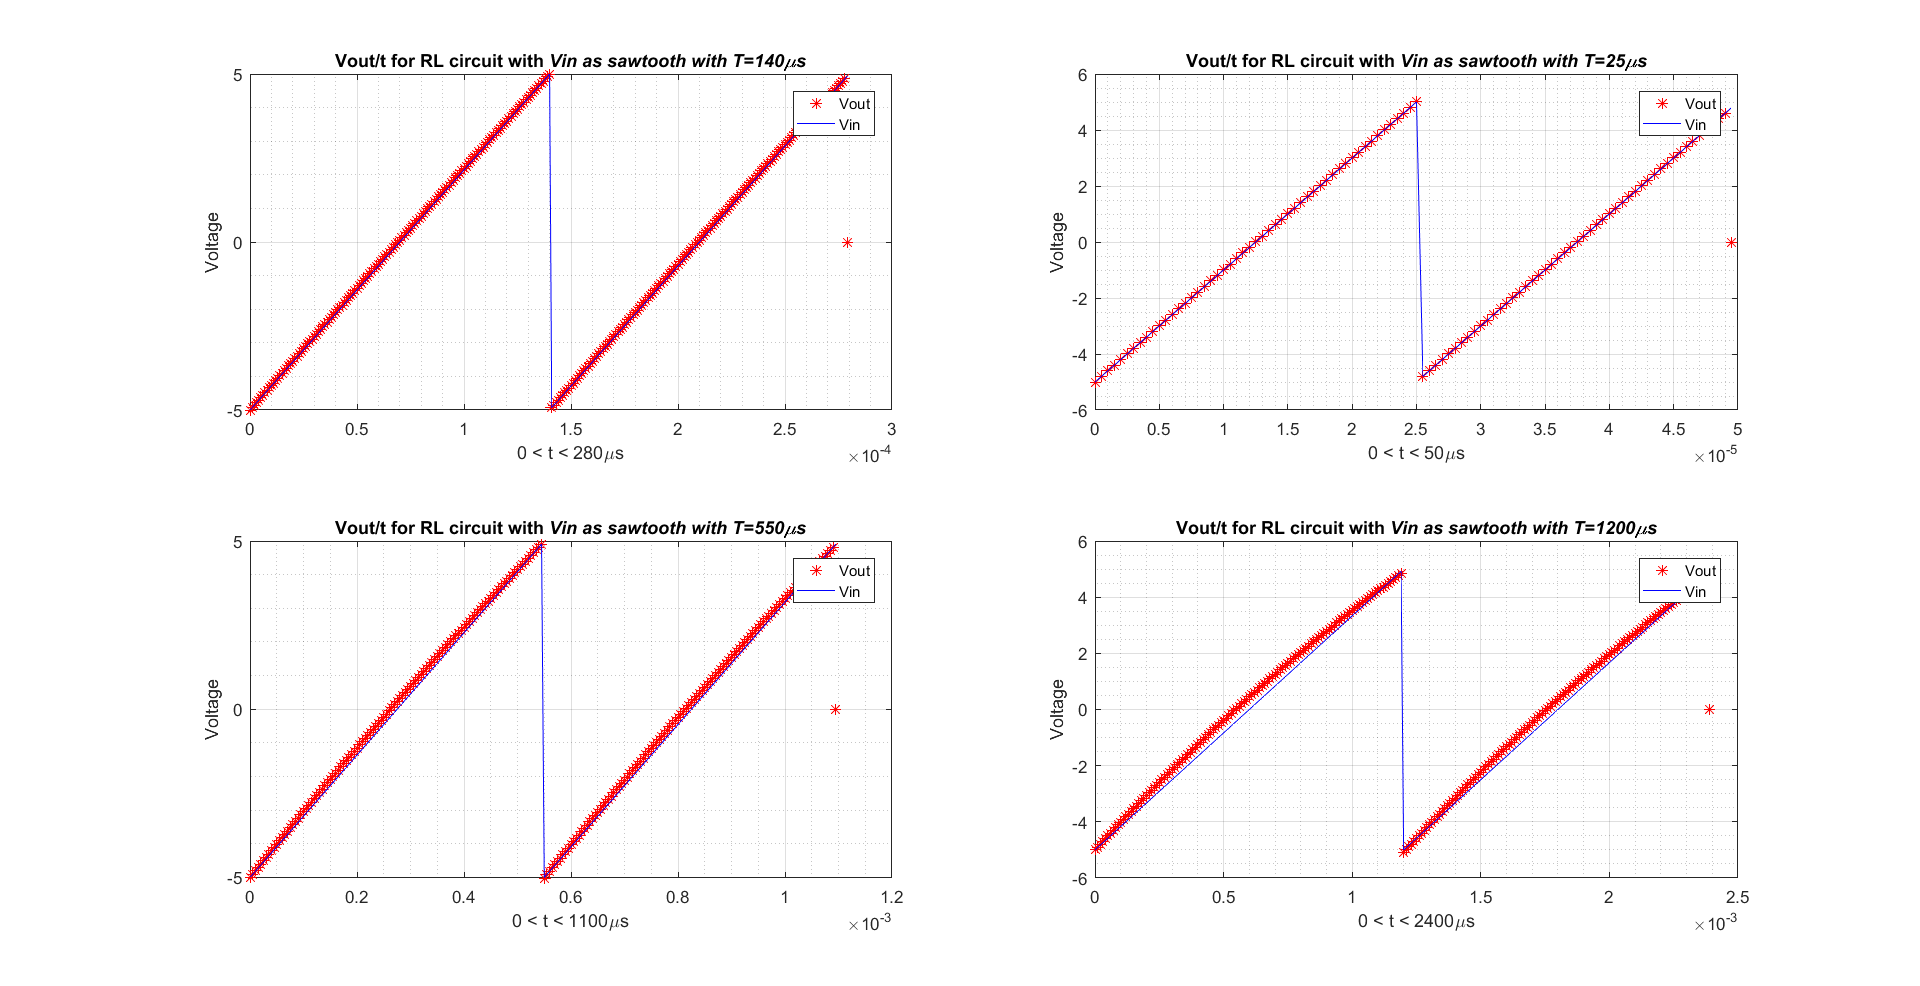 Vout/t for RL circuit with Vin as sawtooth with T=140μs
5
0
-5
Voltage
Vout
Vin
0 0.5 1 1.5 2 2.5 3
0 < t < 280μs
×10-4
Vout/t for RL circuit with Vin as sawtooth with T=25μs
6
4
2
0
-2
-4
-6
Voltage
Vout
Vin
0 0.5 1 1.5 2 2.5 3 3.5 4 4.5 5
0 < t < 50μs
×10-5
Vout/t for RL circuit with Vin as sawtooth with T=550μs
5
0
-5
Voltage
Vout
Vin
0 0.2 0.4 0.6 0.8 1 1.2
0 < t < 1100μs
×10-3
Vout/t for RL circuit with Vin as sawtooth with T=1200μs
6
4
2
0
-2
-4
-6
Voltage
Vout
Vin
0 0.5 1 1.5 2 2.5
0 < t < 2400μs
×10-3